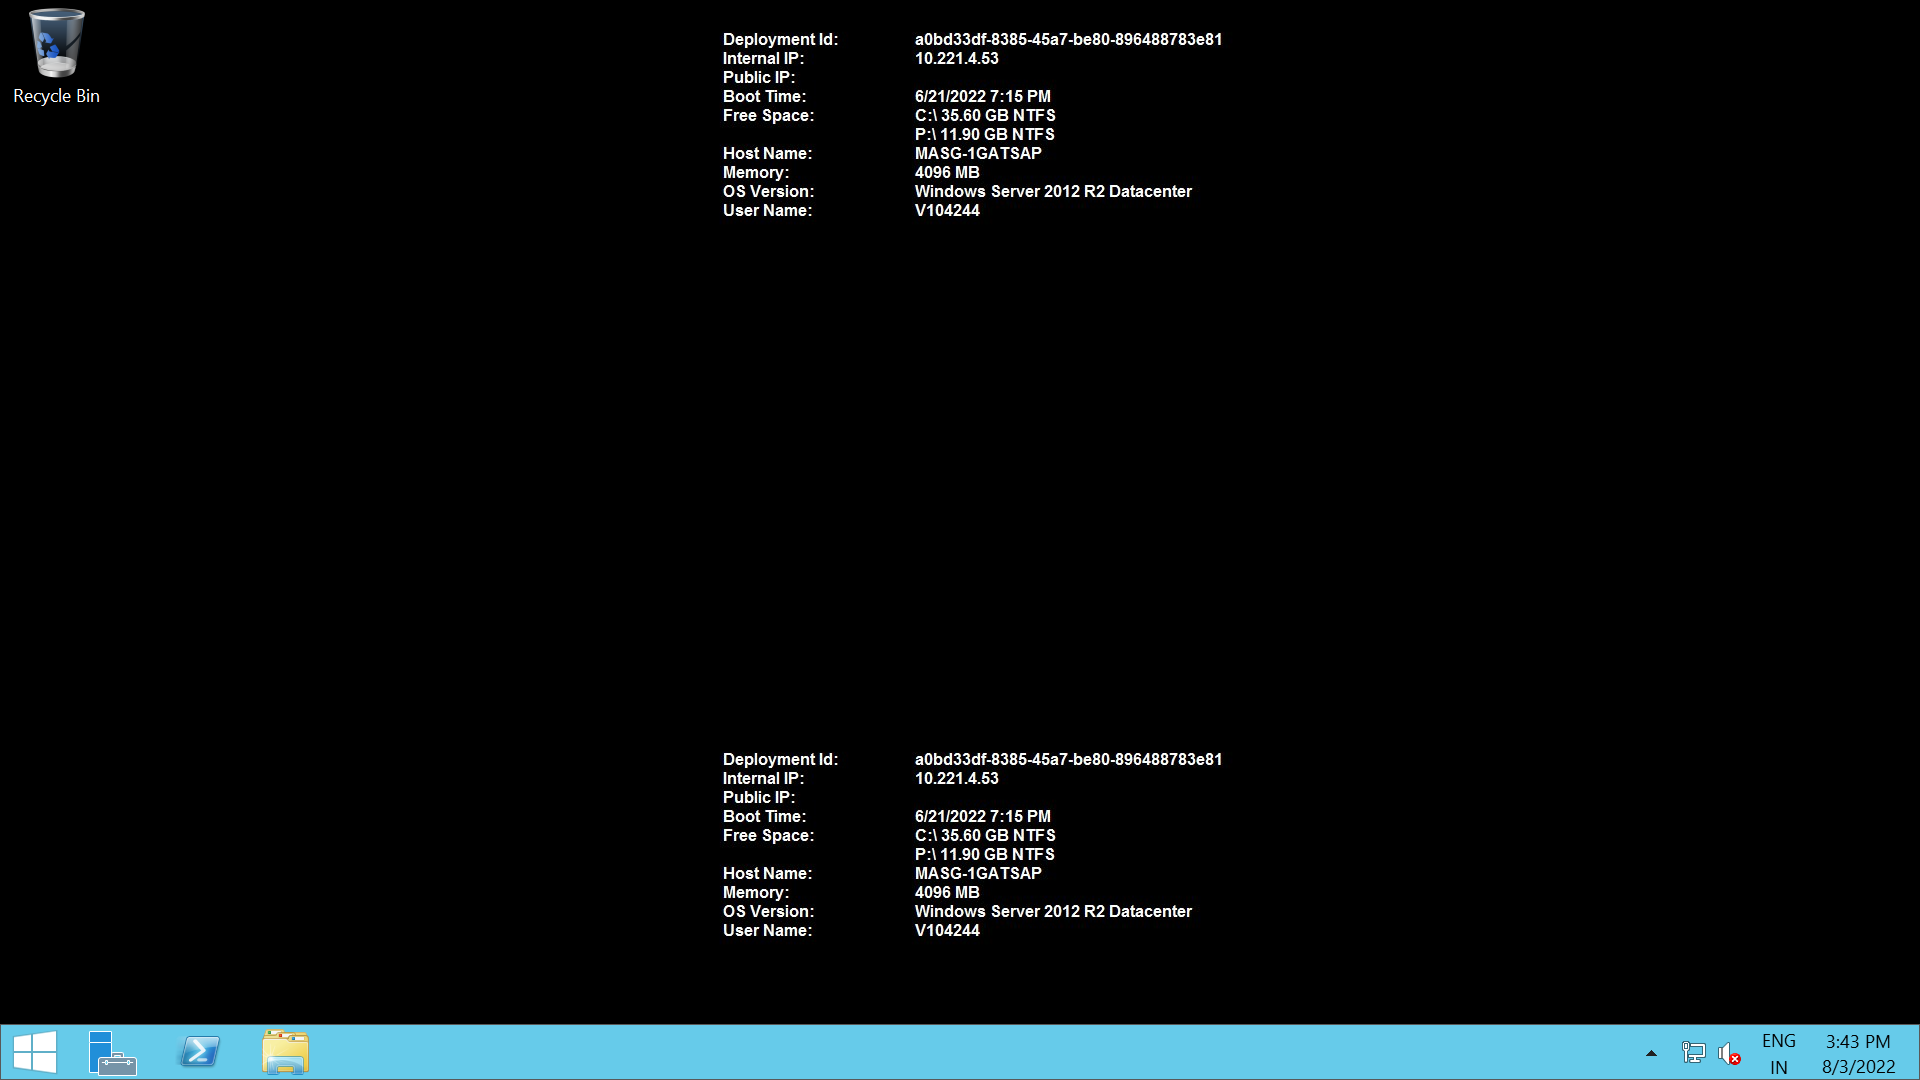 Recycle Bin
Deployment Id: a0bd33df-8385-45a7-be80-896488783e81
Internal IP: 10.221.4.53
Public IP:
Boot Time: 6/21/2022 7:15 PM
Free Space: C:\ 35.60 GB NTFS
P:\ 11.90 GB NTFS
Host Name: MASG-1GATSAP
Memory: 4096 MB
OS Version: Windows Server 2012 R2 Datacenter
User Name: V104244
Deployment Id: a0bd33df-8385-45a7-be80-896488783e81
Internal IP: 10.221.4.53
Public IP:
Boot Time: 6/21/2022 7:15 PM
Free Space: C:\ 35.60 GB NTFS
P:\ 11.90 GB NTFS
Host Name: MASG-1GATSAP
Memory: 4096 MB
OS Version: Windows Server 2012 R2 Datacenter
User Name: V104244
ENG 3:43 PM
IN 8/3/2022